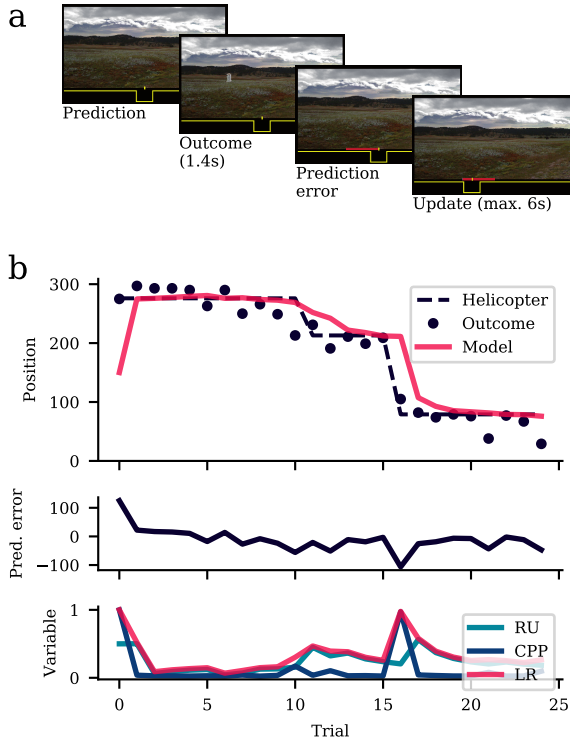 a
Prediction
Outcome
(1.4s)
Prediction
error
Update (max. 6s)
b
300
200
100
0
Position
Helicopter
Outcome
Model
100
0
−100
Pred. error
1
0
Variable
RU
CPP
LR
0
5
10
15
20
25
Trial